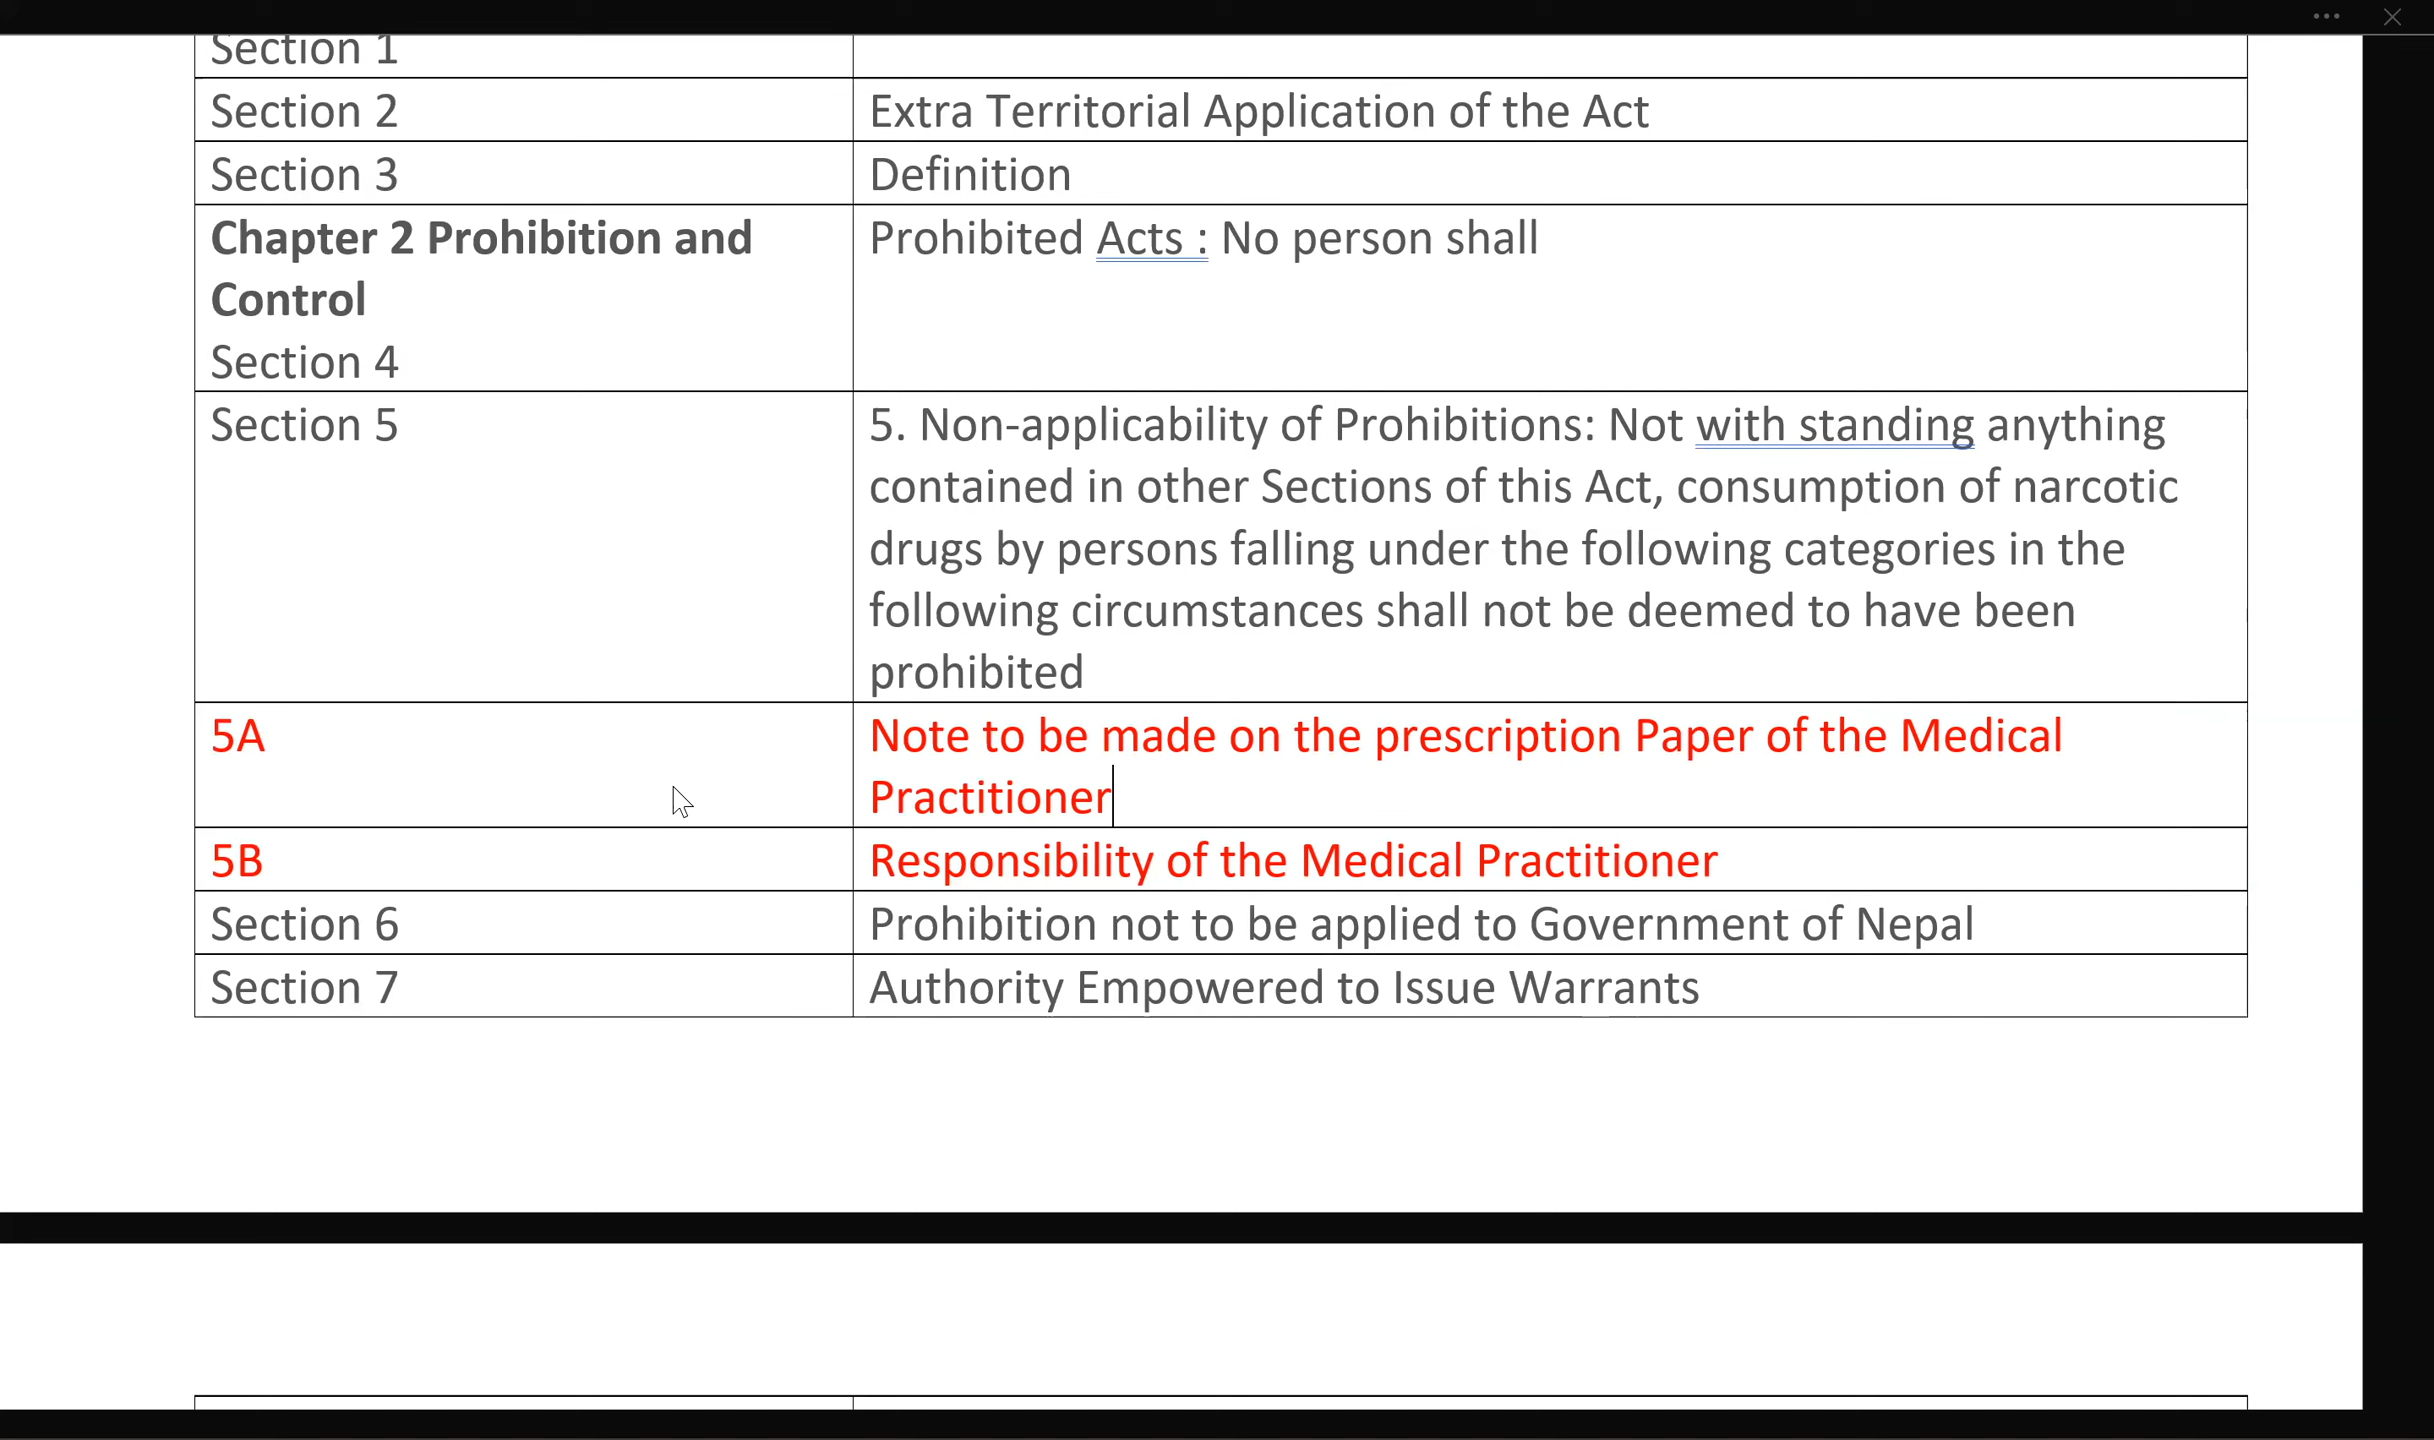 Section 1
Section 2
Extra Territorial Application of the Act
Section 3
Definition
Chapter 2 Prohibition and
Control
Section 4
Prohibited Acts : No person shall
Section 5
5. Non-applicability of Prohibitions: Not with standing anything
contained in other Sections of this Act, consumption of narcotic
drugs by persons falling under the following categories in the
following circumstances shall not be deemed to have been
prohibited
5A
Note to be made on the prescription Paper of the Medical
Practitioner
5B
Responsibility of the Medical Practitioner
Section 6
Prohibition not to be applied to Government of Nepal
Section 7
Authority Empowered to Issue Warrants